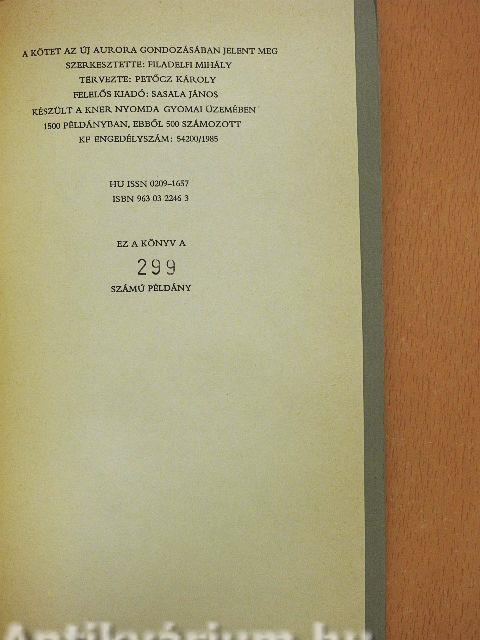 A KÖTET AZ ÚJ AURORA GONDOZÁSÁBAN JELENT MEG
SZERKESZTETTE: FILADELFI MIHÁLY
TERVEZTE: PETŐCZ KÁROLY
FELELŐS KIADÓ: SASALA JÁNOS
KÉSZÜLT A KNER NYOMDA GYOMAI ÜZEMÉBEN
1500 PÉLDÁNYBAN, EBBŐL 500 SZÁMOZOTT
KF ENGEDÉLYSZÁM: 54200/1985
HU ISSN 0209-1657
ISBN 963 03 2246 3
EZ A KÖNYV A
299
SZÁMÚ PÉLDÁNY
Antikvárium.hu